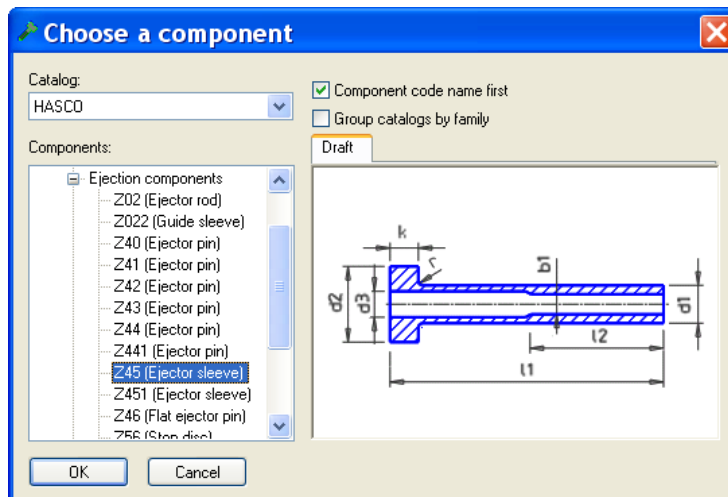 Choose a component
Catalog:
HASCO
Component code name first
Group catalogs by family
Components:
Draft
Ejection components
Z02 (Ejector rod)
Z022 (Guide sleeve)
Z40 (Ejector pin)
Z41 (Ejector pin)
Z42 (Ejector pin)
Z43 (Ejector pin)
Z44 (Ejector pin)
Z441 (Ejector pin)
Z45 (Ejector sleeve)
Z451 (Ejector sleeve)
Z46 (Flat ejector pin)
Z56 (Stop disc)
k
r
b1
d2
d3
d1
l2
l1
OK
Cancel